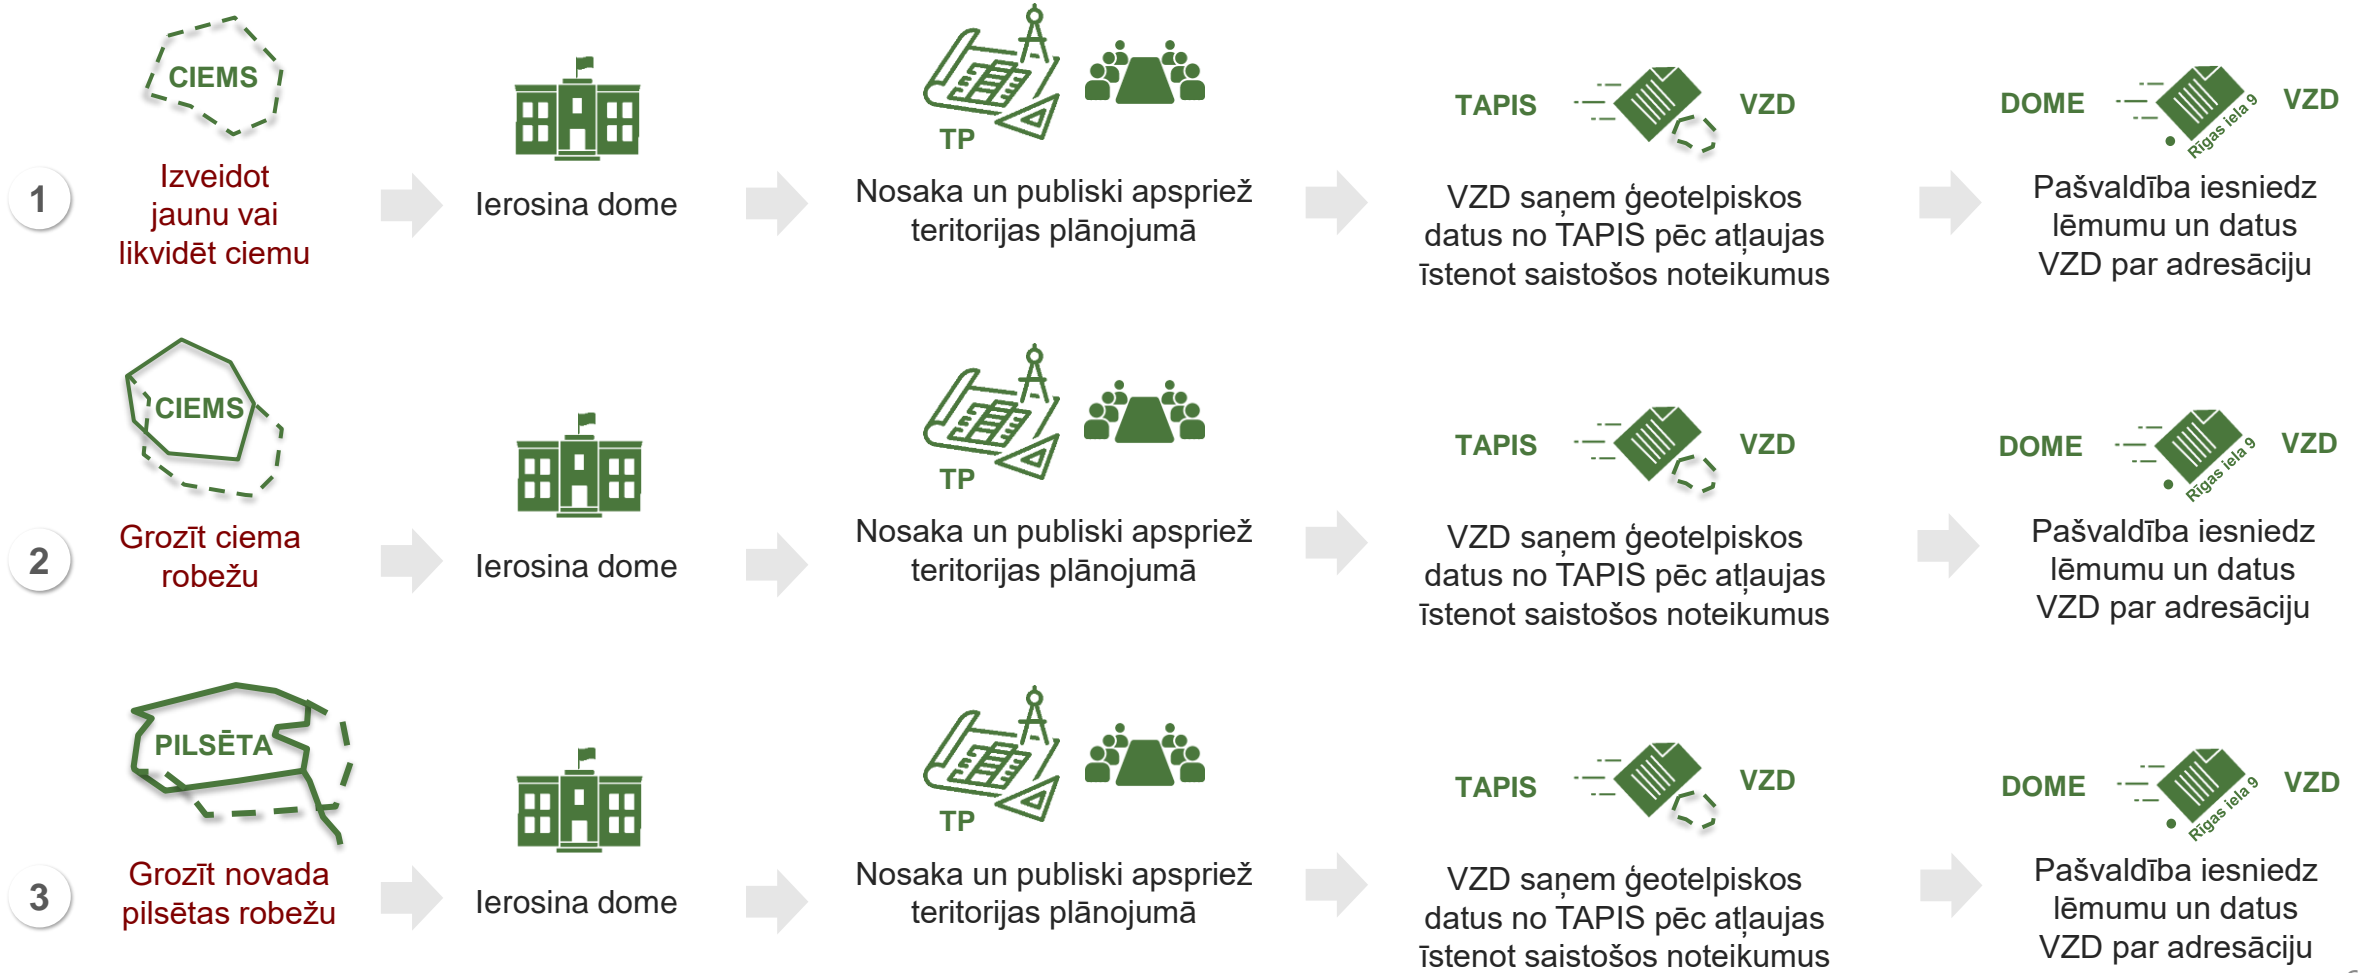 CIEMS
1
Izveidot
jaunu vai
likvidēt ciemu
Ierosina dome
TP
Nosaka un publiski apspriež
teritorijas plānojumā
TAPIS
VZD
VZD saņem ģeotelpiskos
datus no TAPIS pēc atļaujas
īstenot saistošos noteikumus
DOME
Rīgas iela 9
VZD
Pašvaldība iesniedz
lēmumu un datus
VZD par adresāciju
CIEMS
2
Grozīt ciema
robežu
Ierosina dome
TP
Nosaka un publiski apspriež
teritorijas plānojumā
TAPIS
VZD
VZD saņem ģeotelpiskos
datus no TAPIS pēc atļaujas
īstenot saistošos noteikumus
DOME
Rīgas iela 9
VZD
Pašvaldība iesniedz
lēmumu un datus
VZD par adresāciju
PILSĒTA
3
Grozīt novada
pilsētas robežu
Ierosina dome
TP
Nosaka un publiski apspriež
teritorijas plānojumā
TAPIS
VZD
VZD saņem ģeotelpiskos
datus no TAPIS pēc atļaujas
īstenot saistošos noteikumus
DOME
Rīgas iela 9
VZD
Pašvaldība iesniedz
lēmumu un datus
VZD par adresāciju